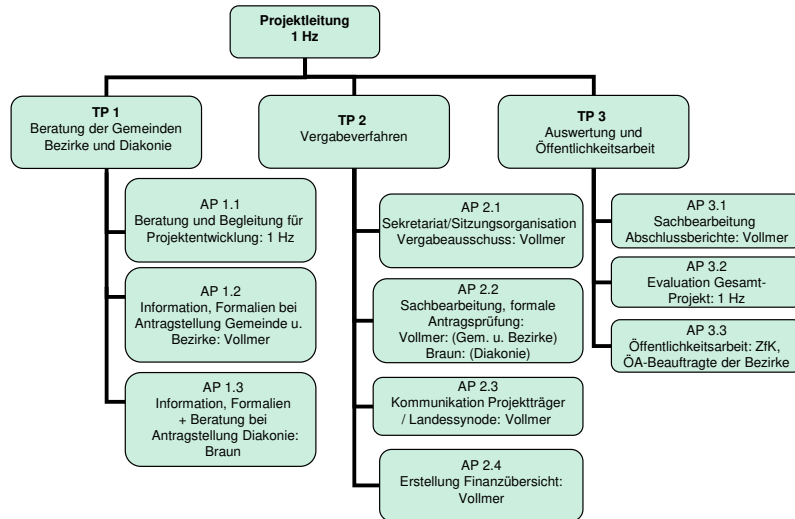 Projektleitung
1 Hz
TP 1
Beratung der Gemeinden
Bezirke und Diakonie
AP 1.1
Beratung und Begleitung für
Projektentwicklung: 1 Hz
AP 1.2
Information, Formalien bei
Antragstellung Gemeinde u.
Bezirke: Vollmer
AP 1.3
Information, Formalien
+ Beratung bei
Antragstellung Diakonie:
Braun
TP 2
Vergabeverfahren
AP 2.1
Sekretariat/Sitzungsorganisation
Vergabeausschuss: Vollmer
AP 2.2
Sachbearbeitung, formale
Antragsprüfung:
Vollmer: (Gem. u. Bezirke)
Braun: (Diakonie)
AP 2.3
Kommunikation Projektträger
/ Landessynode: Vollmer
AP 2.4
Erstellung Finanzübersicht:
Vollmer
TP 3
Auswertung und
Öffentlichkeitsarbeit
AP 3.1
Sachbearbeitung
Abschlussberichte: Vollmer
AP 3.2
Evaluation Gesamt-
Projekt: 1 Hz
AP 3.3
Öffentlichkeitsarbeit: ZfK,
ÖA-Beauftragte der Bezirke